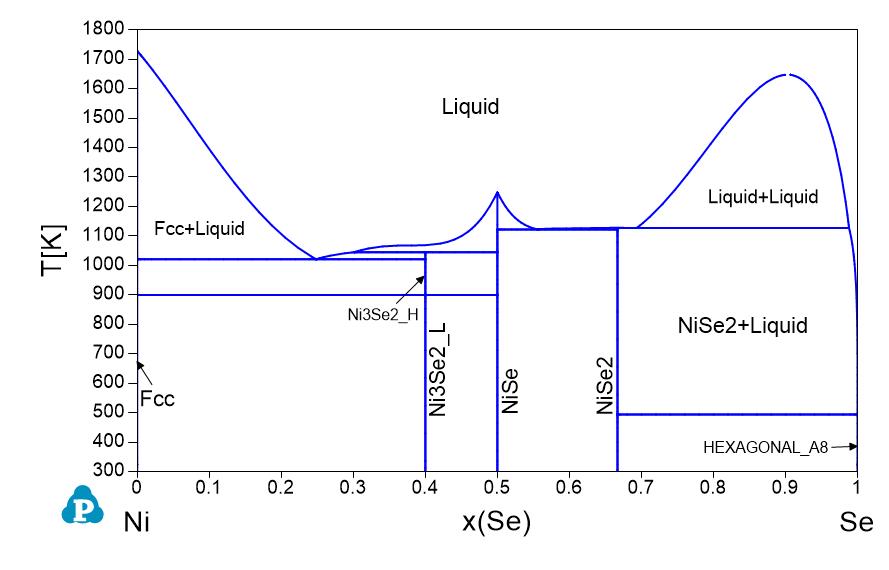 1800
1700
1600
1500
1400
1300
1200
1100
1000
900
800
700
600
500
400
300
T[K]
Liquid
Liquid+Liquid
Fcc+Liquid
Ni3Se2_H
NiSe2+Liquid
Ni3Se2_L
NiSe
NiSe2
Fcc
HEXAGONAL_A8
0 0.1 0.2 0.3 0.4 0.5 0.6 0.7 0.8 0.9 1
P
Ni x(Se) Se